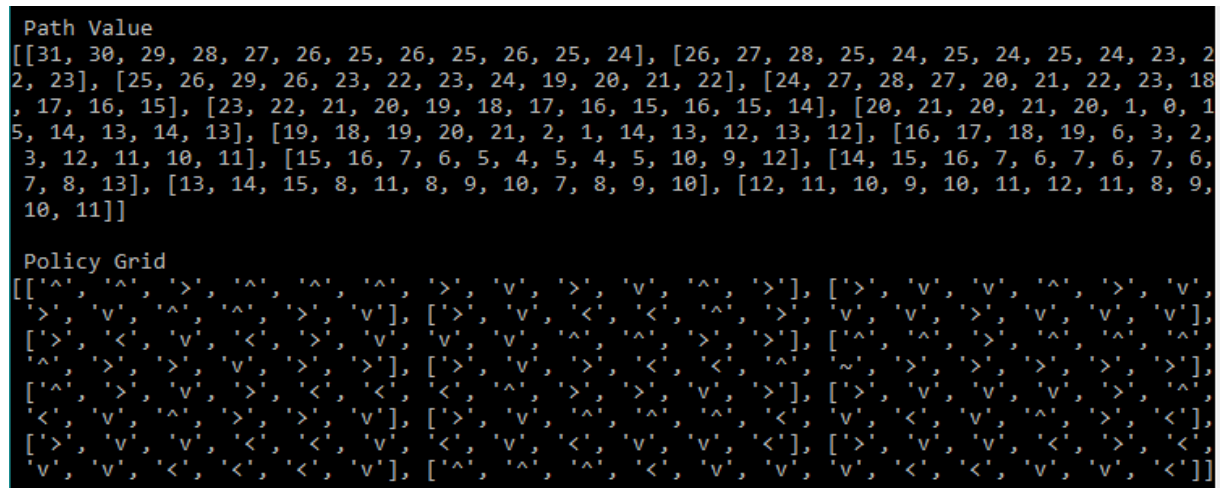 Path Value
[[31, 30, 29, 28, 27, 26, 25, 26, 25, 26, 25, 24], [26, 27, 28, 25, 24, 25, 24, 25, 24, 23, 2
2, 23], [25, 26, 29, 26, 23, 22, 23, 24, 19, 20, 21, 22], [24, 27, 28, 27, 20, 21, 22, 23, 18
, 17, 16, 15], [23, 22, 21, 20, 19, 18, 17, 16, 15, 16, 15, 14], [20, 21, 20, 21, 20, 1, 0, 1
5, 14, 13, 14, 13], [19, 18, 19, 20, 21, 2, 1, 14, 13, 12, 13, 12], [16, 17, 18, 19, 6, 3, 2,
3, 12, 11, 10, 11], [15, 16, 7, 6, 5, 4, 5, 4, 5, 10, 9, 12], [14, 15, 16, 7, 6, 7, 6, 7, 6,
7, 8, 13], [13, 14, 15, 8, 11, 8, 9, 10, 7, 8, 9, 10], [12, 11, 10, 9, 10, 11, 12, 11, 8, 9,
10, 11]]
Policy Grid
[['^', '^', '>', '^', '^', '^', '>', 'v', '>', 'v', '^', '>'], ['>', 'v', 'v', '^', '>', 'v',
'>', 'v', '^', '^', '>', 'v'], ['>', 'v', '<', '<', '^', '>', 'v', 'v', '>', 'v', 'v', 'v'],
['>', '<', 'v', '<', '>', 'v', 'v', 'v', '^', '^', '>', '>'], ['^', '^', '>', '^', '^', '^',
'^', '>', '>', 'v', '>', '>'], ['>', 'v', '>', '<', '<', '^', '~', '>', '>', '>', '>', '>'],
['^', '>', 'v', '>', '<', '<', '<', '^', '>', '>', 'v', '>'], ['>', 'v', 'v', 'v', '>', '^',
'<', 'v', '^', '>', '>', 'v'], ['>', 'v', '^', '^', '^', '<', 'v', '<', 'v', '^', '>', '<'],
['>', 'v', 'v', '<', '<', 'v', '<', 'v', '<', 'v', 'v', '<'], ['>', 'v', 'v', '<', '>', '<',
'v', 'v', '<', '<', '<', 'v'], ['^', '^', '^', '<', 'v', 'v', 'v', '<', '<', 'v', 'v', '<']]